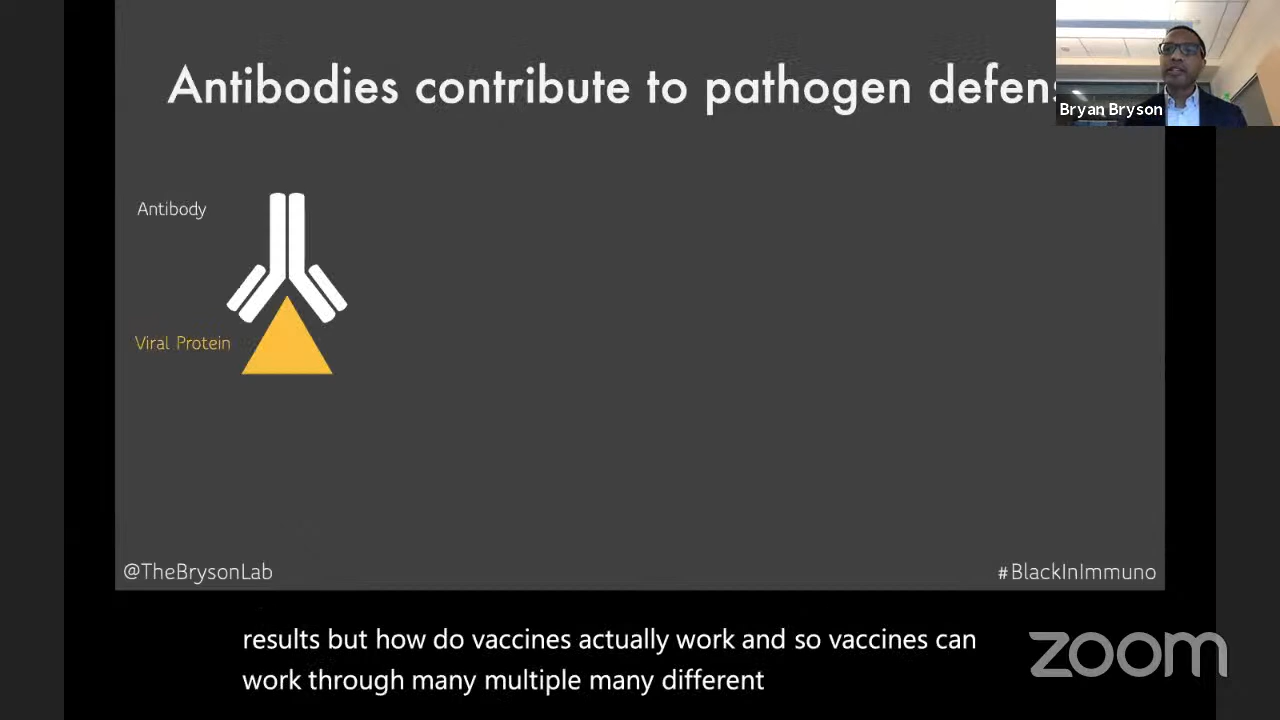 Antibodies contribute to pathogen defens
Bryan Bryson
Antibody
Viral Protein
@TheBrysonLab
#BlackInImmuno
results but how do vaccines actually work and so vaccines can
work through many multiple many different
zoom